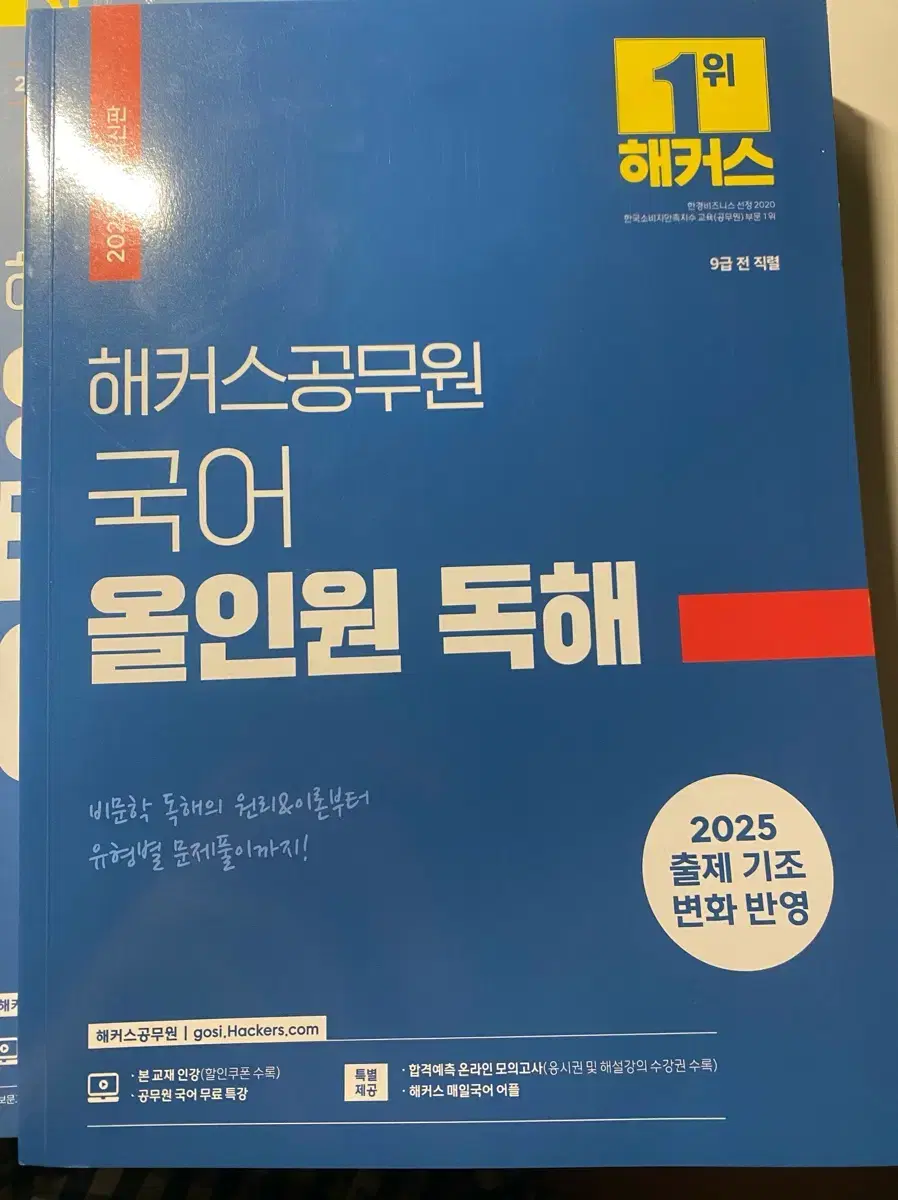 1위
해커스
한경비즈니스 선정 2020
한국소비자만족지수 교육(공무원) 부문 1위
9급 전 직렬
해커스공무원
국어
올인원 독해
비문학 독해의 원리&이론부터
유형별 문제풀이까지!
2025
출제 기조
변화 반영
해커스공무원 | gosi.Hackers.com
· 본 교재 인강(할인쿠폰 수록)
· 공무원 국어 무료 특강
특별
제공
· 합격예측 온라인 모의고사(응시권 및 해설강의 수강권 수록)
· 해커스 매일국어 어플